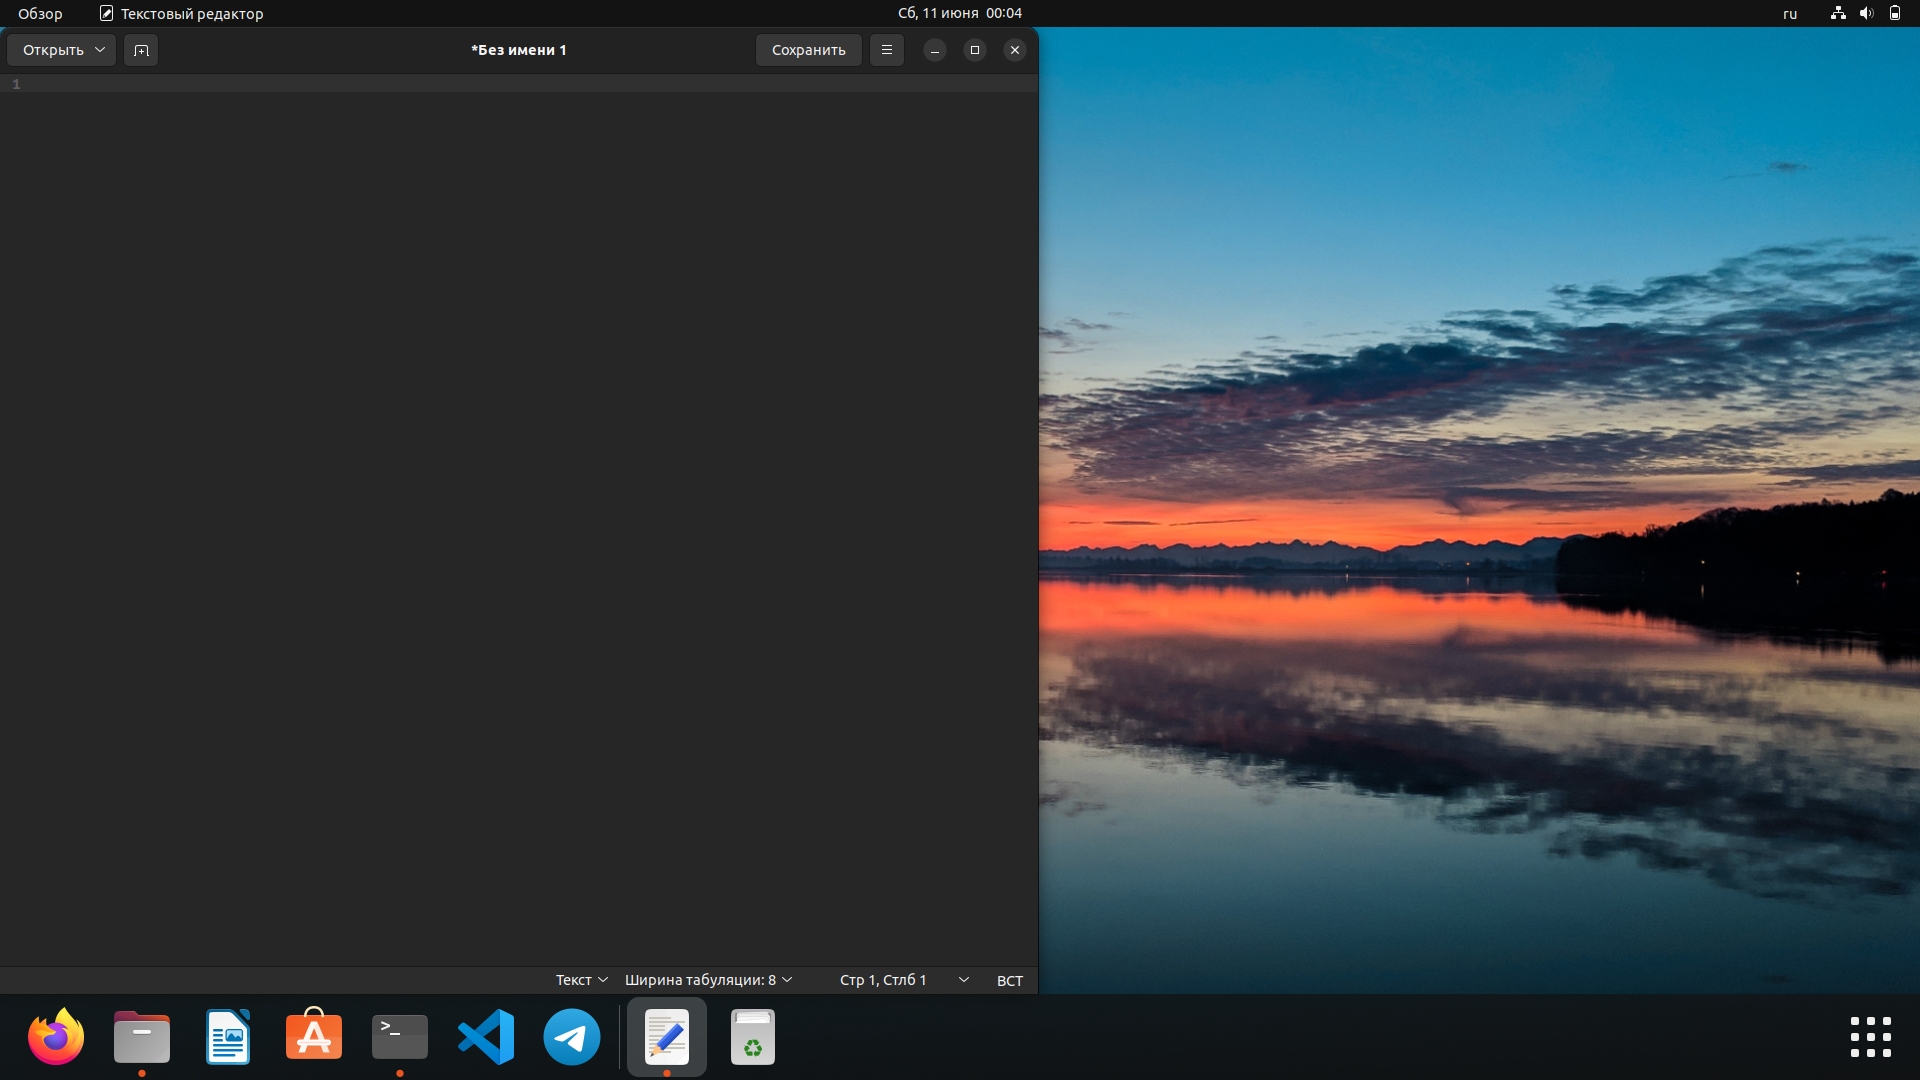 Обзор
Текстовый редактор
Сб, 11 июня 00:04
ru
Открыть
*Без имени 1
Сохранить
1
Текст
Ширина табуляции: 8
Стр 1, Стлб 1
ВСТ
>_